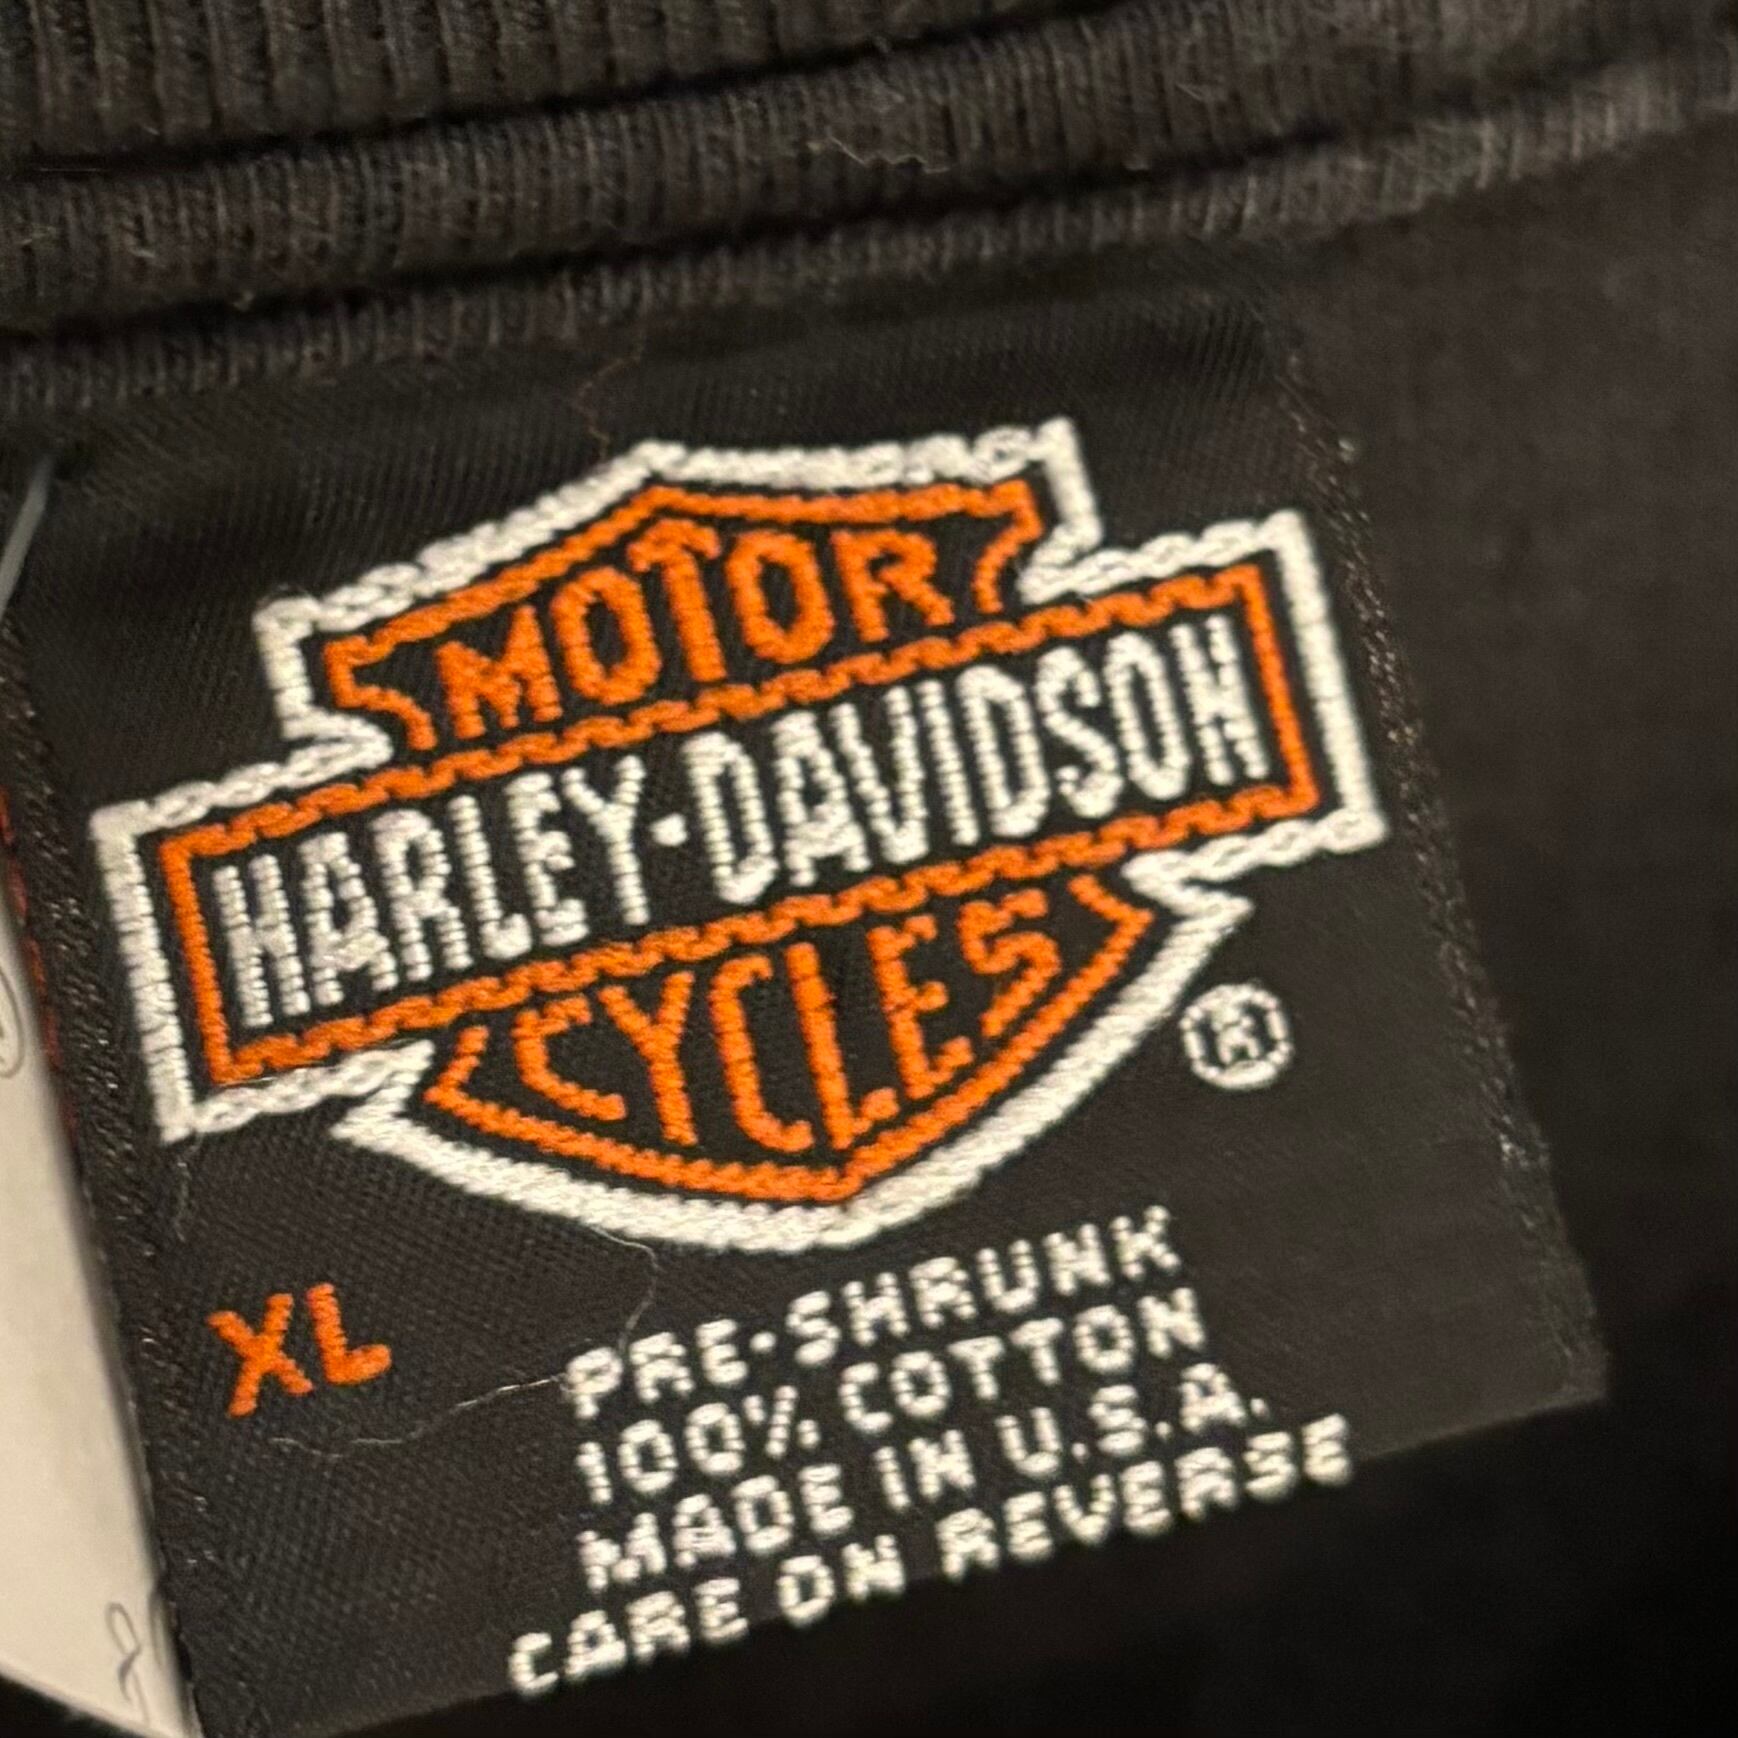 MOTOR
HARLEY-DAVIDSON
CYCLES
®
XL
PRE-SHRUNK
100% COTTON
MADE IN U.S.A.
CARE ON REVERSE